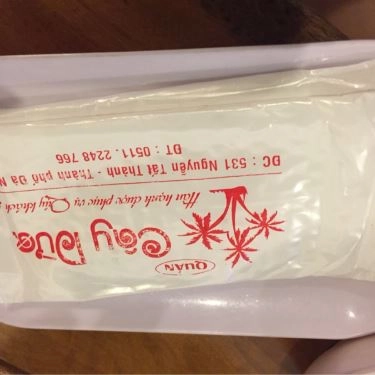 QUÁN
Cây Dừa
Hân hạnh được phục vụ Qúy khách
ĐC : 531 Nguyễn Tất Thành - Thành phố Đà N
ĐT : 0511. 2248 766